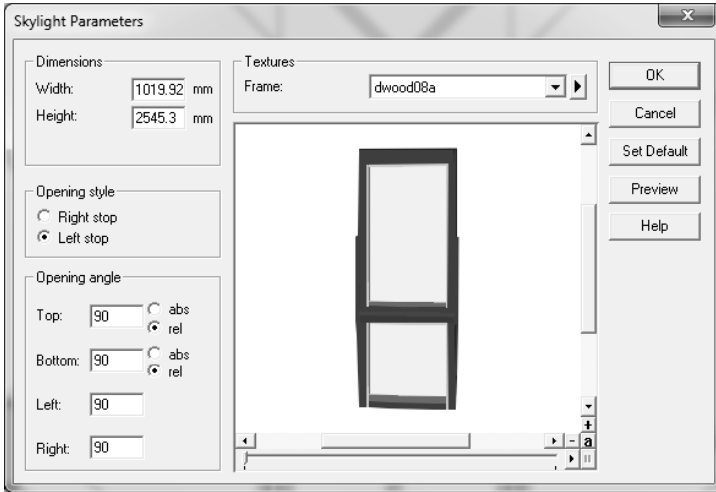 Skylight Parameters
Dimensions
Width: 1019.92 mm
Height: 2545.3 mm
Opening style
Right stop
Left stop
Opening angle
Top: 90 abs
rel
Bottom: 90 abs
rel
Left: 90
Right: 90
Textures
Frame: dwood08a
+
- a
OK
Cancel
Set Default
Preview
Help